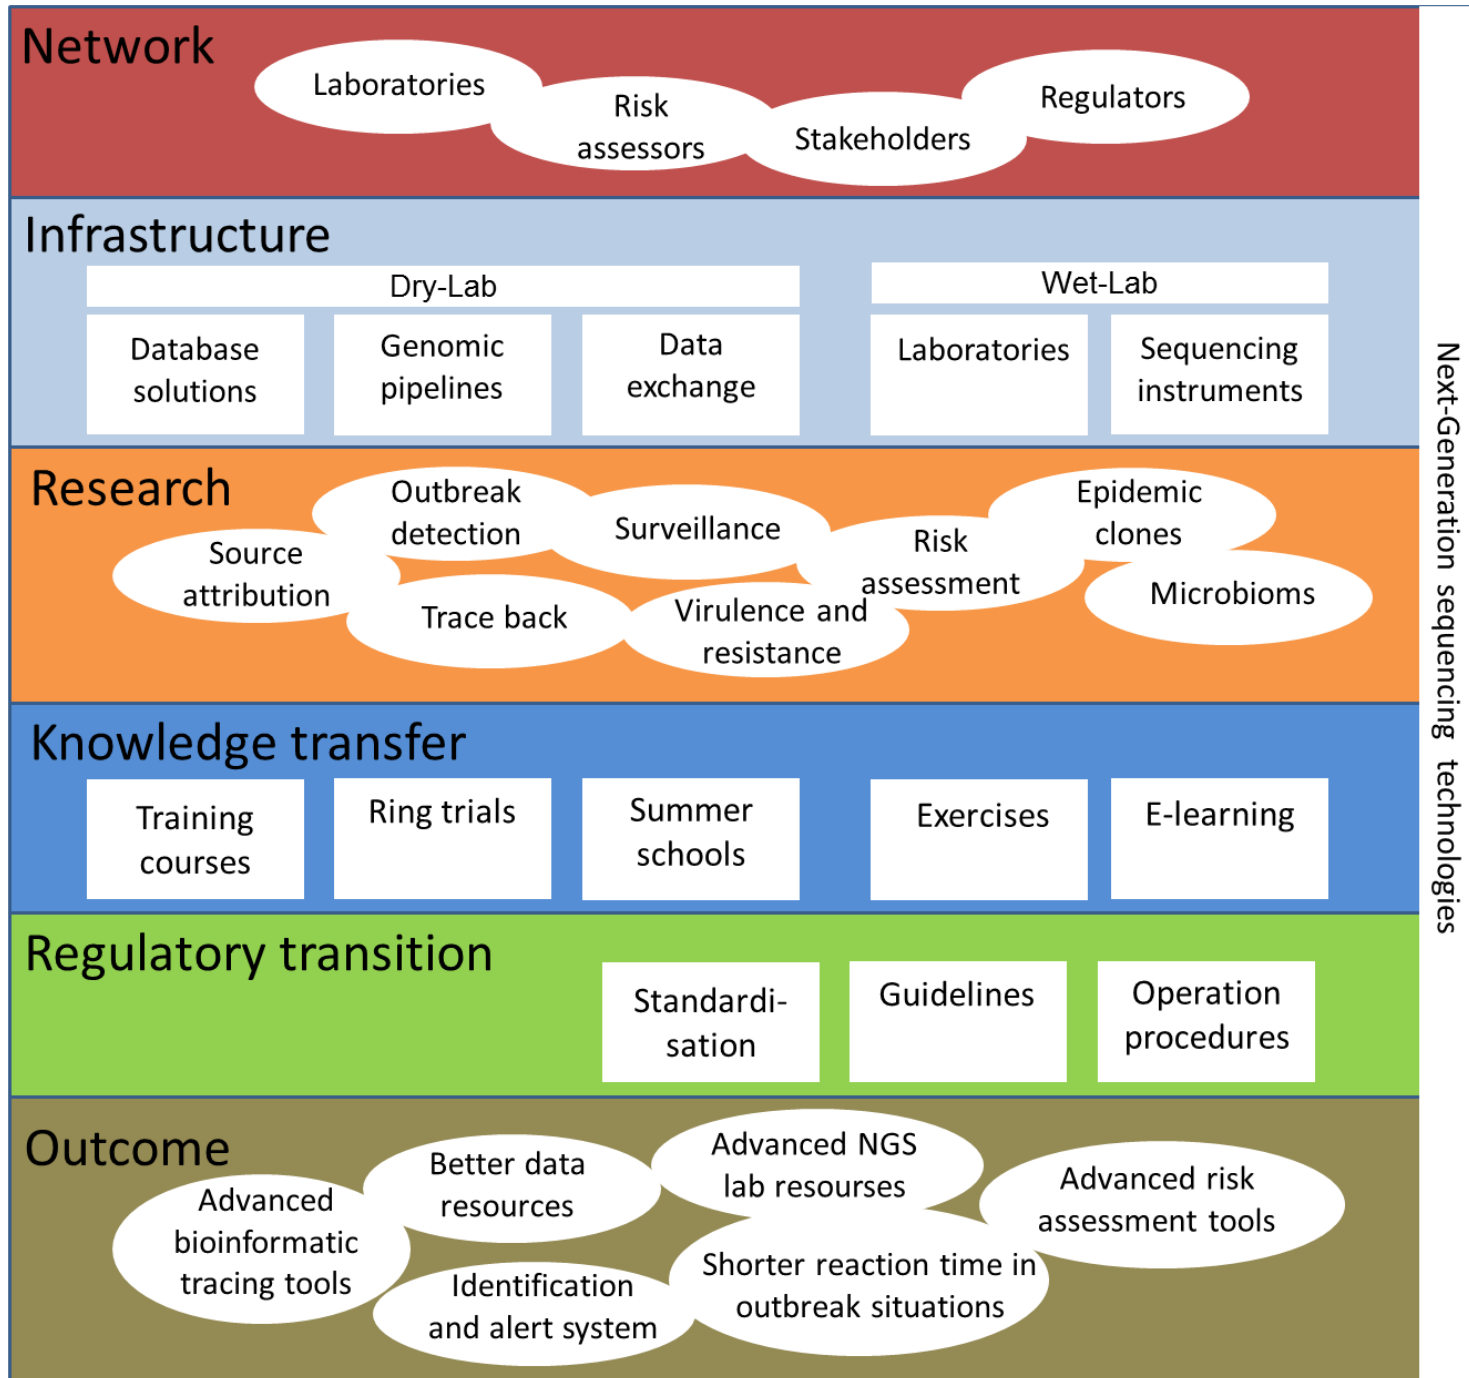 Network
Laboratories
Risk
assessors
Stakeholders
Regulators
Infrastructure
Dry-Lab
Database
solutions
Genomic
pipelines
Data
exchange
Wet-Lab
Laboratories
Sequencing
instruments
Research
Source
attribution
Outbreak
detection
Trace back
Surveillance
Virulence and
resistance
Risk
assessment
Epidemic
clones
Microbioms
Knowledge transfer
Training
courses
Ring trials
Summer
schools
Exercises
E-learning
Regulatory transition
Standardi-
sation
Guidelines
Operation
procedures
Outcome
Advanced
bioinformatic
tracing tools
Better data
resources
Identification
and alert system
Advanced NGS
lab resourses
Shorter reaction time in
outbreak situations
Advanced risk
assessment tools
Next-Generation sequencing technologies